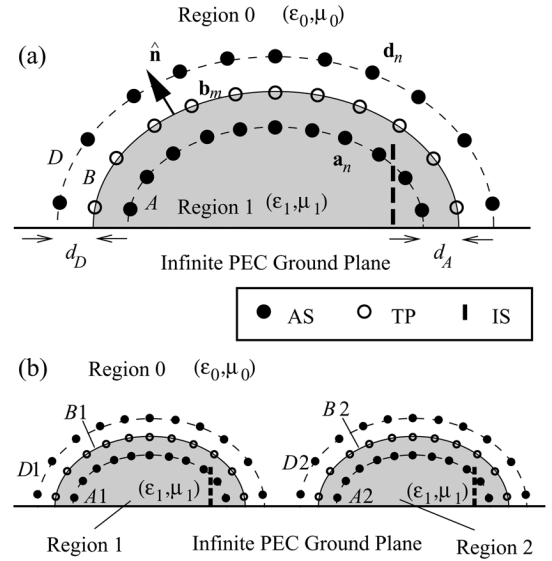 Region 0 (ε₀,μ₀)
(a)
n̂
dₙ
bₘ
D
B
aₙ
A
Region 1 (ε₁,μ₁)
d_D
d_A
Infinite PEC Ground Plane
AS TP IS
(b)
Region 0 (ε₀,μ₀)
B1 B2
D1 D2
A1 (ε₁,μ₁) A2 (ε₁,μ₁)
Region 1 Infinite PEC Ground Plane Region 2